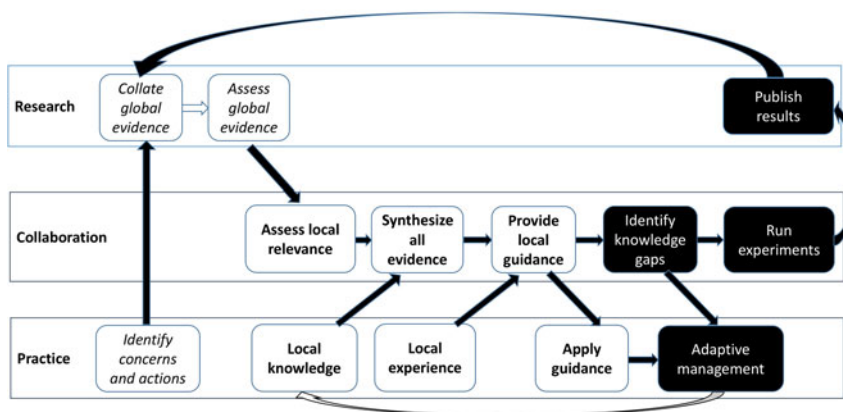 Research
Collate
global
evidence
Assess
global
evidence
Publish
results
Collaboration
Assess local
relevance
Synthesize
all
evidence
Provide
local
guidance
Identify
knowledge
gaps
Run
experiments
Practice
Identify
concerns
and actions
Local
knowledge
Local
experience
Apply
guidance
Adaptive
management